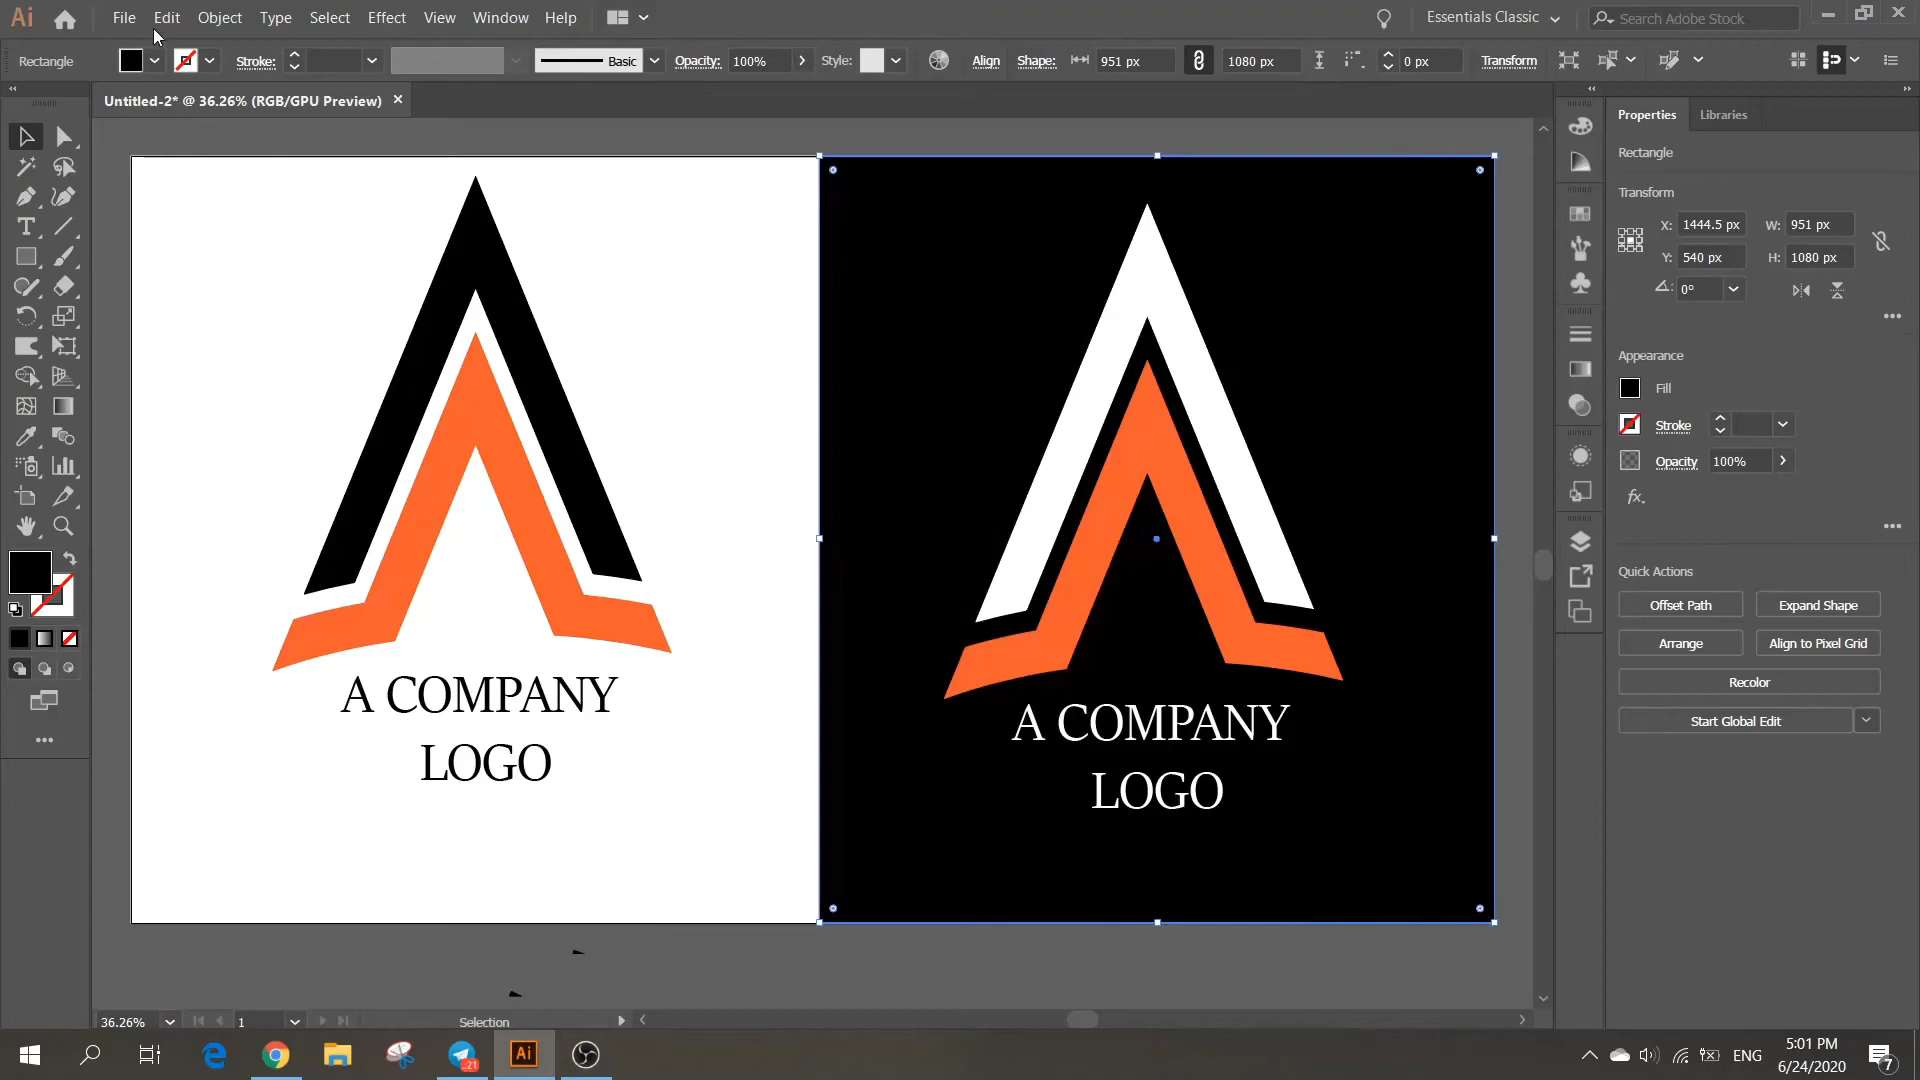 Ai File Edit Object Type Select Effect View Window Help Essentials Classic Search Adobe Stock
Rectangle Stroke: Basic Opacity: 100% Style: Align Shape: 951 px 1080 px 0 px Transform
Untitled-2* @ 36.26% (RGB/GPU Preview)
A COMPANY
LOGO
A COMPANY
LOGO
Properties Libraries
Rectangle
Transform
X: 1444.5 px W: 951 px
Y: 540 px H: 1080 px
0°
Appearance
Fill
Stroke
Opacity 100%
fx.
Quick Actions
Offset Path Expand Shape
Arrange Align to Pixel Grid
Recolor
Start Global Edit
36.26% 1 Selection
21 Ai ENG 5:01 PM
6/24/2020 7